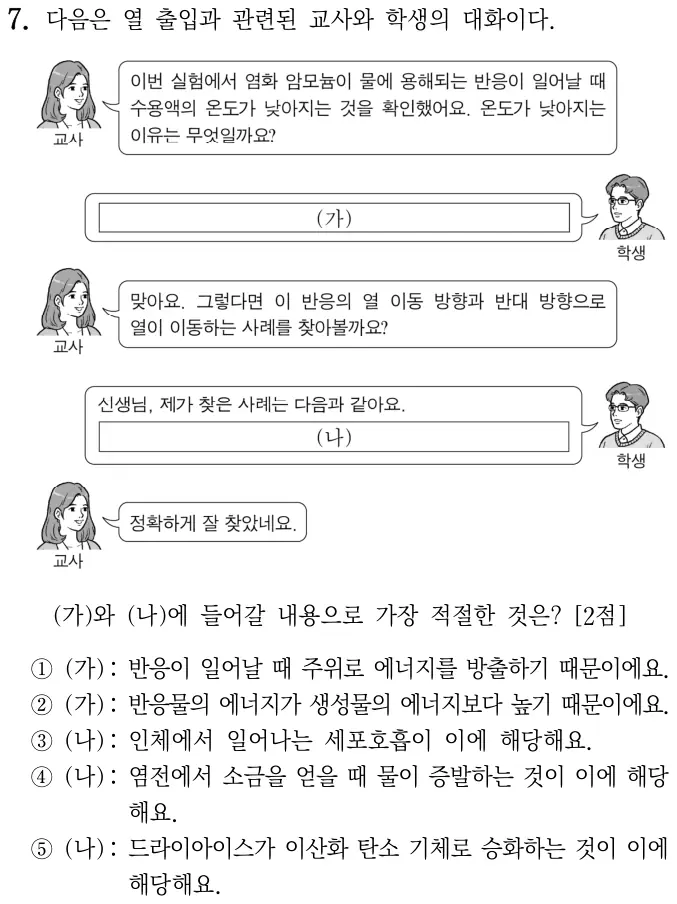 7. 다음은 열 출입과 관련된 교사와 학생의 대화이다.
이번 실험에서 염화 암모늄이 물에 용해되는 반응이 일어날 때
수용액의 온도가 낮아지는 것을 확인했어요. 온도가 낮아지는
이유는 무엇일까요?
교사
(가)
학생
맞아요. 그렇다면 이 반응의 열 이동 방향과 반대 방향으로
열이 이동하는 사례를 찾아볼까요?
교사
선생님, 제가 찾은 사례는 다음과 같아요.
(나)
학생
정확하게 잘 찾았네요.
교사
(가)와 (나)에 들어갈 내용으로 가장 적절한 것은? [2점]
① (가): 반응이 일어날 때 주위로 에너지를 방출하기 때문이에요.
② (가): 반응물의 에너지가 생성물의 에너지보다 높기 때문이에요.
③ (나): 인체에서 일어나는 세포호흡이 이에 해당해요.
④ (나): 염전에서 소금을 얻을 때 물이 증발하는 것이 이에 해당
해요.
⑤ (나): 드라이아이스가 이산화 탄소 기체로 승화하는 것이 이에
해당해요.